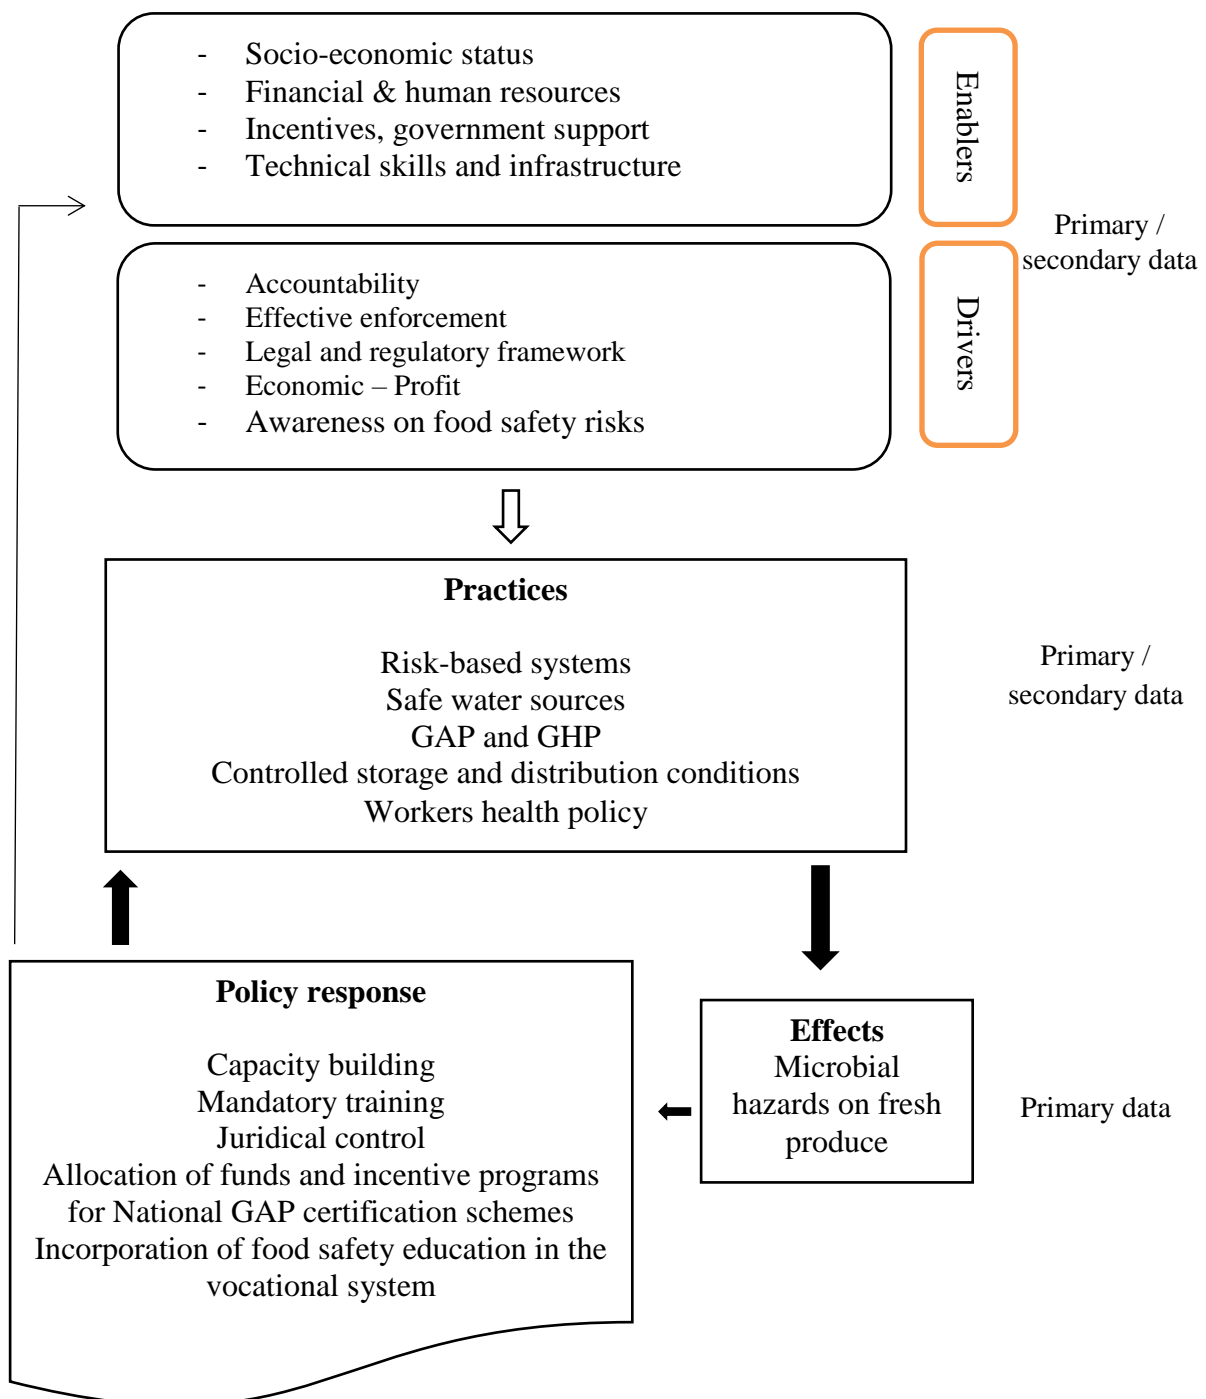 - Socio-economic status
- Financial & human resources
- Incentives, government support
- Technical skills and infrastructure
Enablers
Primary /
secondary data
- Accountability
- Effective enforcement
- Legal and regulatory framework
- Economic – Profit
- Awareness on food safety risks
Drivers
Practices
Risk-based systems
Safe water sources
GAP and GHP
Controlled storage and distribution conditions
Workers health policy
Primary /
secondary data
Policy response
Capacity building
Mandatory training
Juridical control
Allocation of funds and incentive programs
for National GAP certification schemes
Incorporation of food safety education in the
vocational system
Effects
Microbial
hazards on fresh
produce
Primary data